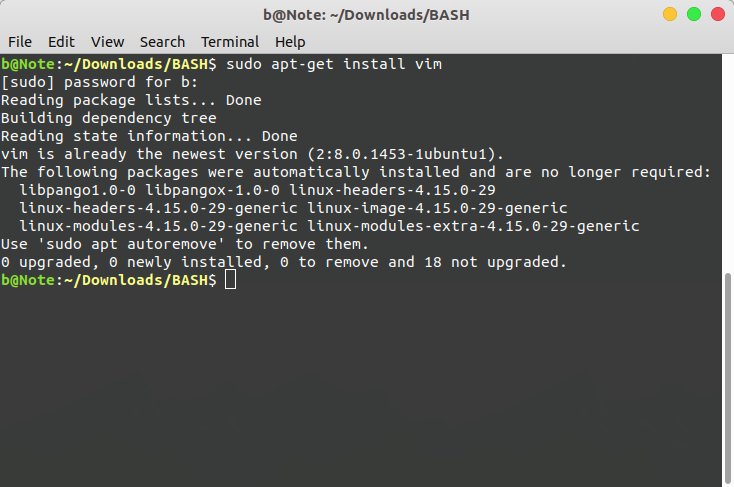 b@Note: ~/Downloads/BASH
File Edit View Search Terminal Help
b@Note:~/Downloads/BASH$ sudo apt-get install vim
[sudo] password for b:
Reading package lists... Done
Building dependency tree
Reading state information... Done
vim is already the newest version (2:8.0.1453-1ubuntu1).
The following packages were automatically installed and are no longer required:
  libpango1.0-0 libpangox-1.0-0 linux-headers-4.15.0-29
  linux-headers-4.15.0-29-generic linux-image-4.15.0-29-generic
  linux-modules-4.15.0-29-generic linux-modules-extra-4.15.0-29-generic
Use 'sudo apt autoremove' to remove them.
0 upgraded, 0 newly installed, 0 to remove and 18 not upgraded.
b@Note:~/Downloads/BASH$